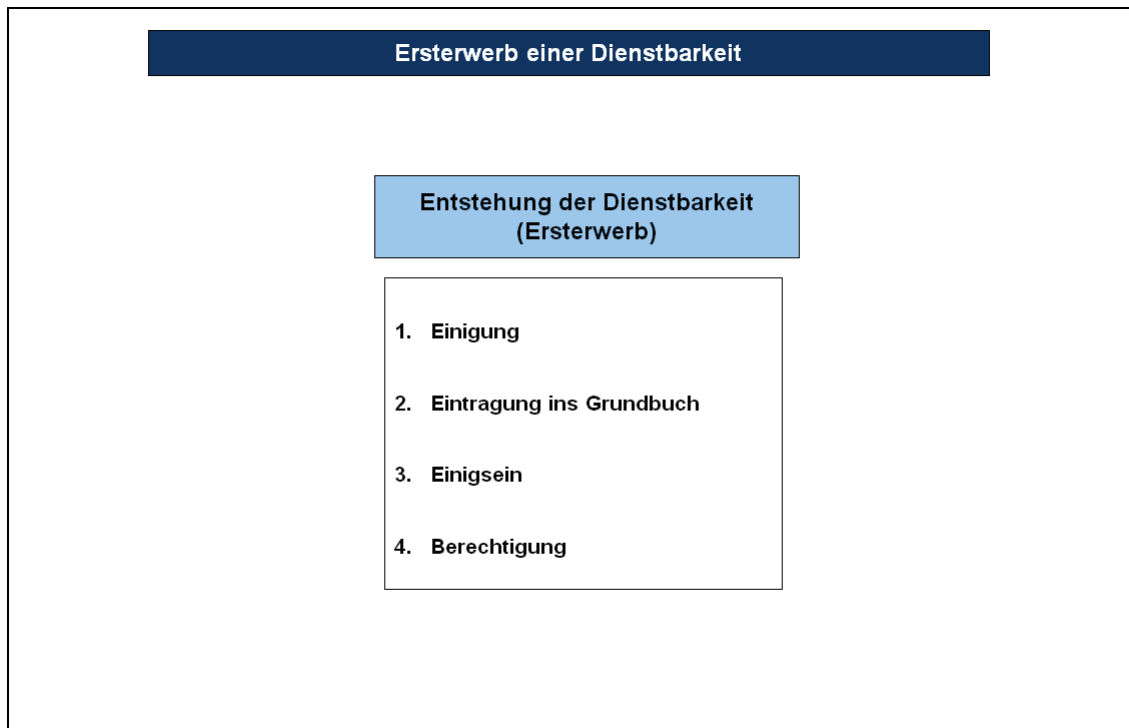 Ersterwerb einer Dienstbarkeit
Entstehung der Dienstbarkeit
(Ersterwerb)
1. Einigung
2. Eintragung ins Grundbuch
3. Einigsein
4. Berechtigung